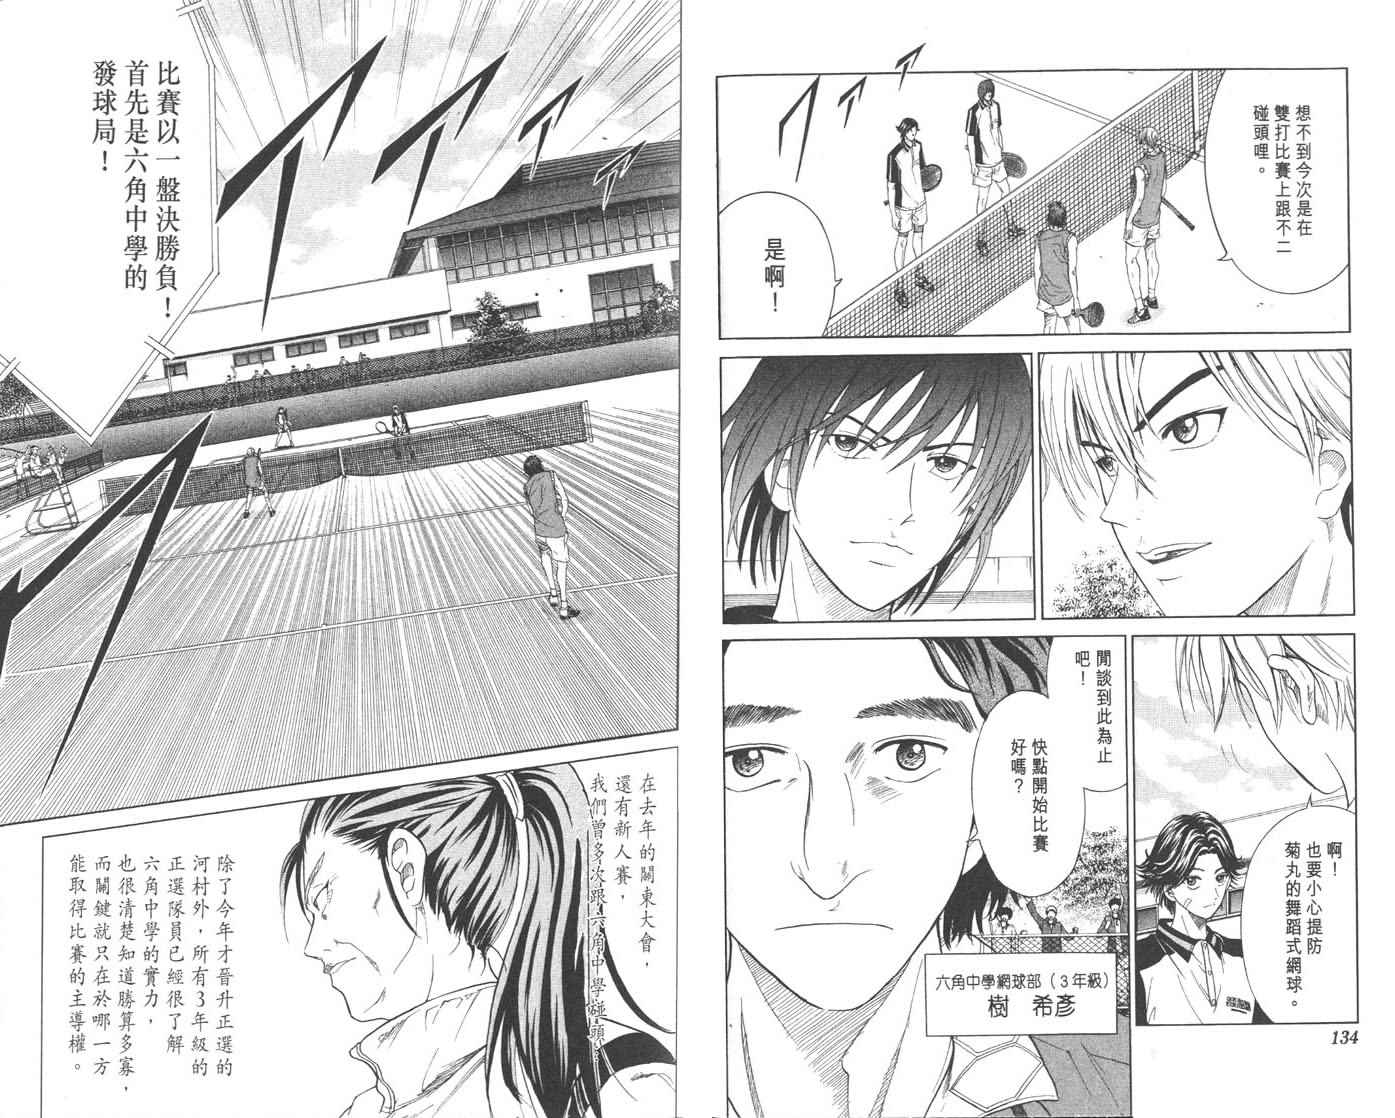 想不到今次是在
雙打比賽上跟不二
碰頭哩。
是啊！
啊！
也要小心提防
菊丸的舞蹈式網球。
閒談到此為止
吧！
快點開始比賽
好嗎？
六角中學網球部（3年級）
樹　希彥
134
比賽以一盤決勝負！
首先是六角中學的
發球局！
在去年的關東大會，
還有新人賽，
我們曾多次跟六角中學碰頭…
除了今年才晉升正選的
河村外，所有3年級的
正選隊員已經很了解
六角中學的實力，
也很清楚知道勝算多寡，
而關鍵就只在於哪一方
能取得比賽的主導權。